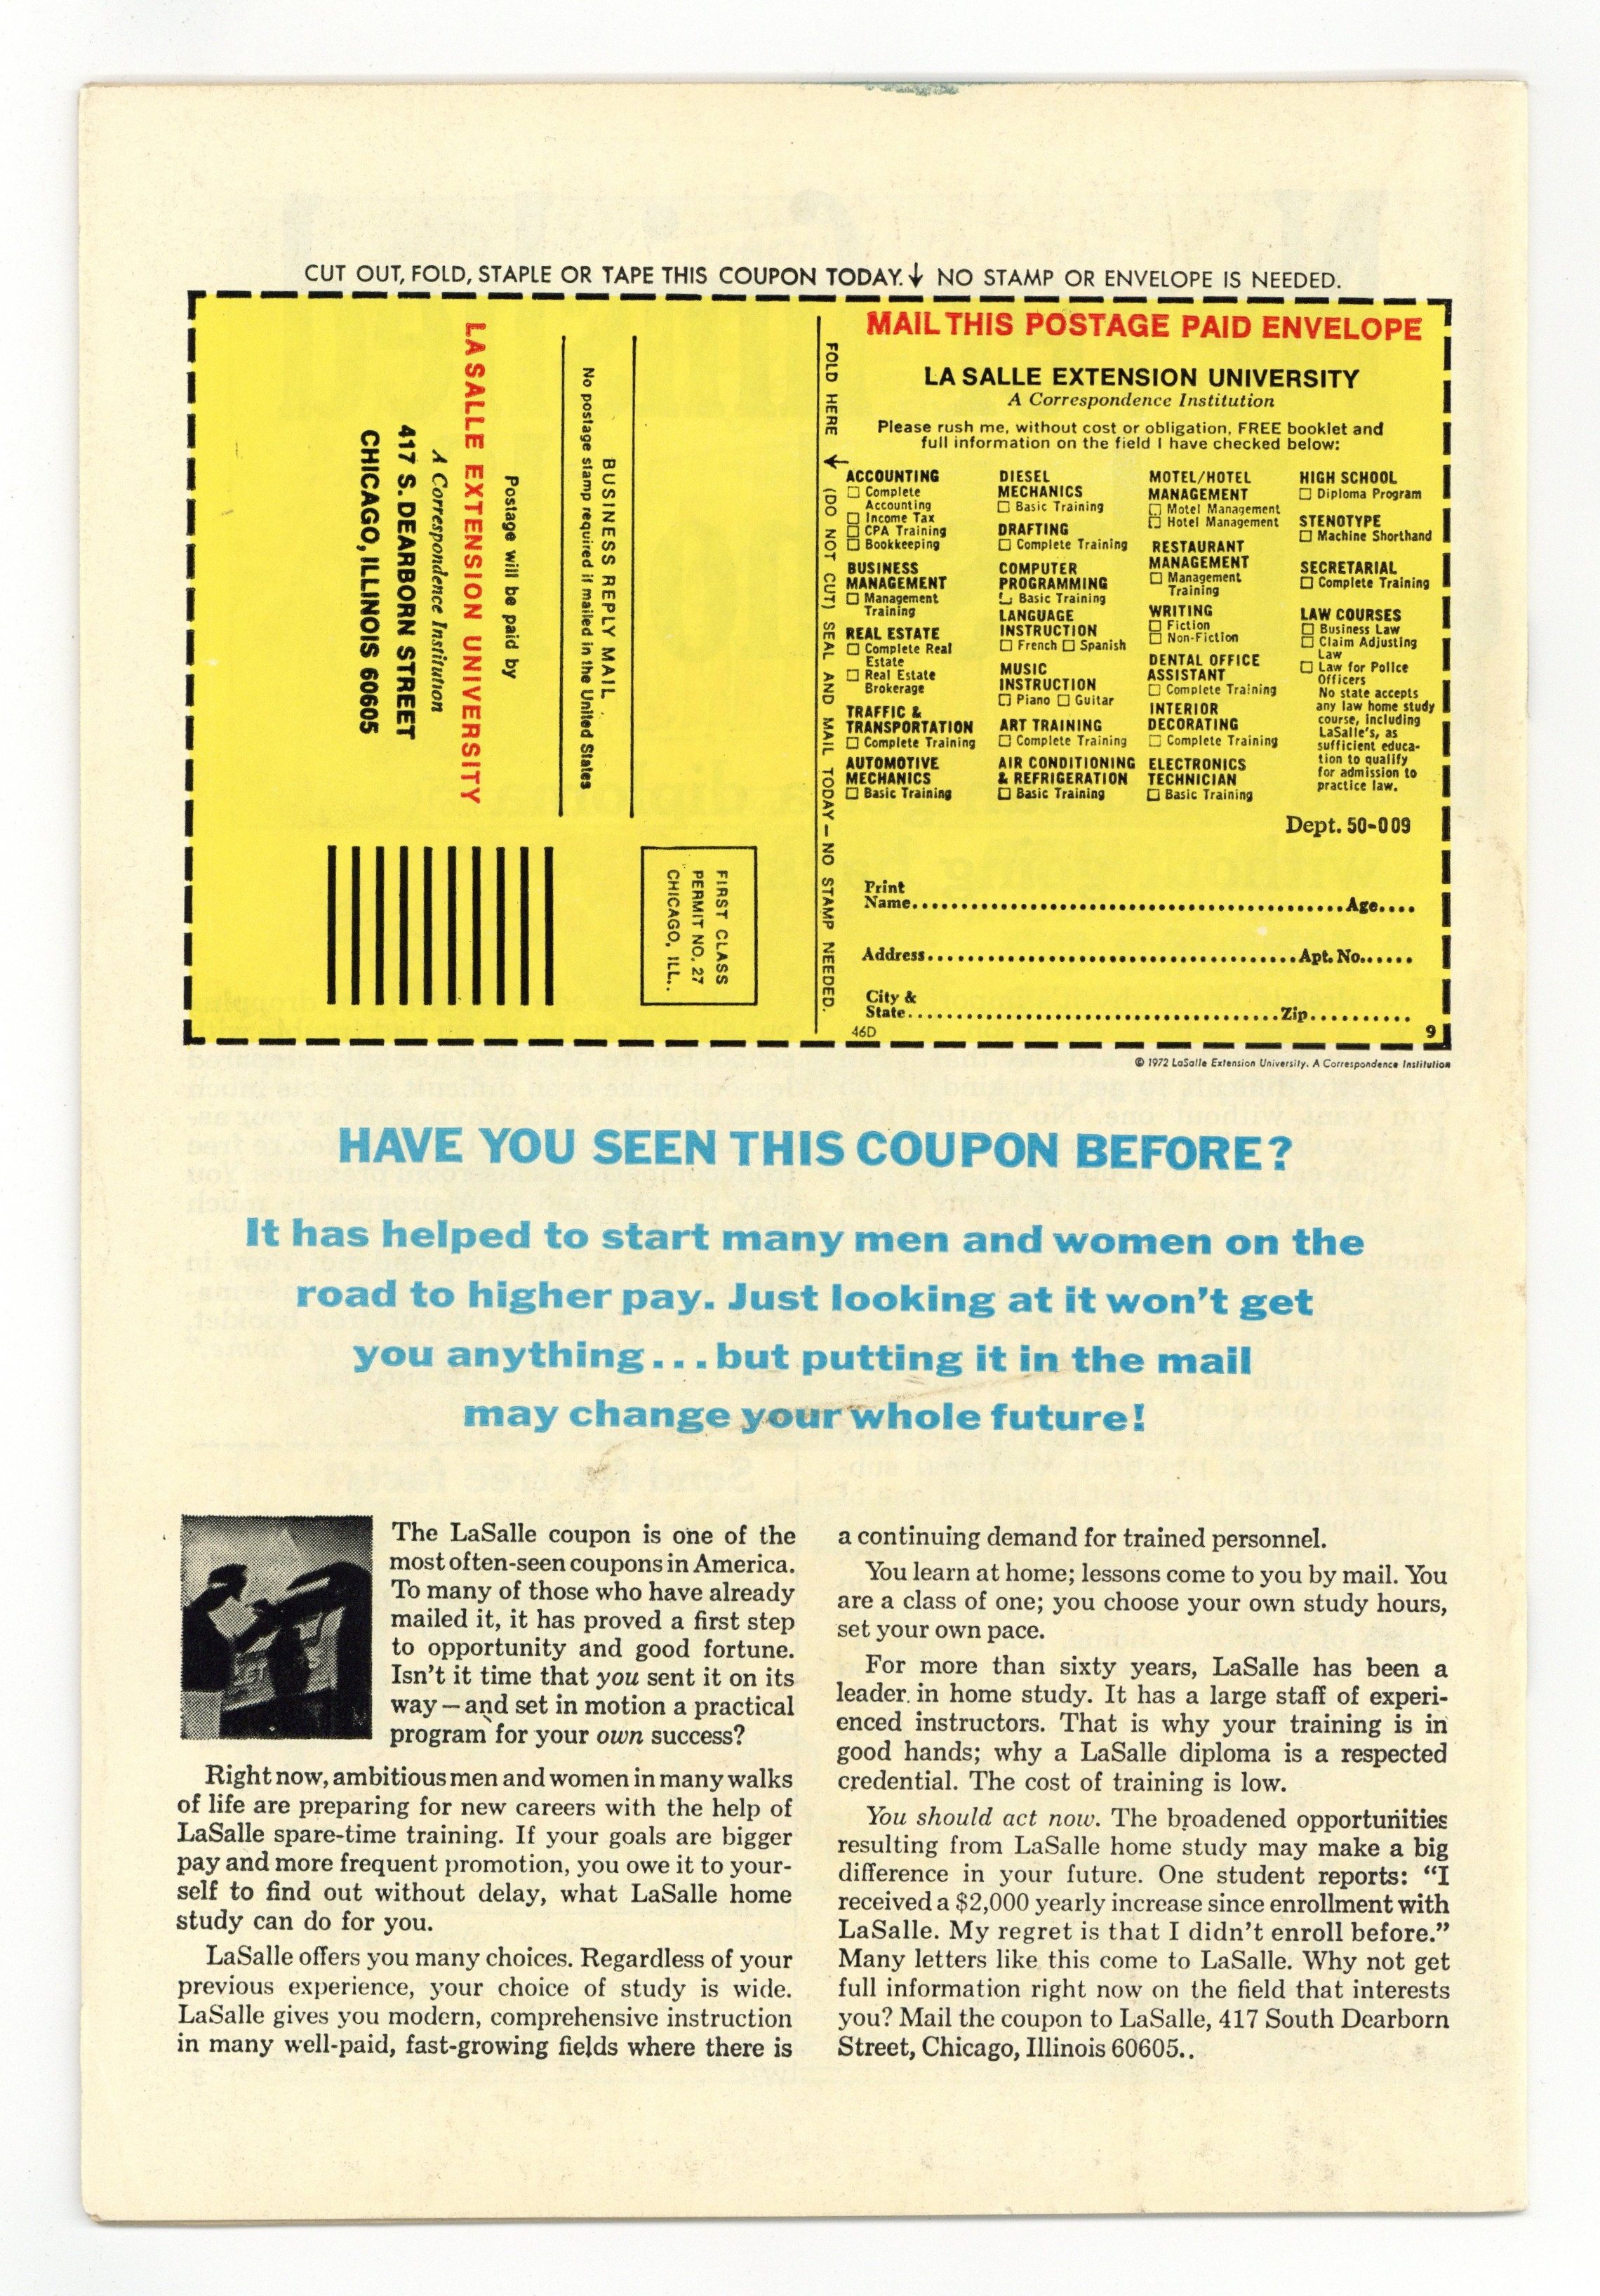 CUT OUT, FOLD, STAPLE OR TAPE THIS COUPON TODAY. ↓ NO STAMP OR ENVELOPE IS NEEDED.
BUSINESS REPLY MAIL
No postage stamp required if mailed in the United States
Postage will be paid by
LA SALLE EXTENSION UNIVERSITY
A Correspondence Institution
417 S. DEARBORN STREET
CHICAGO, ILLINOIS 60605
FIRST CLASS
PERMIT NO. 27
CHICAGO, ILL..
FOLD HERE ↓ (DO NOT CUT) SEAL AND MAIL TODAY — NO STAMP NEEDED.
MAIL THIS POSTAGE PAID ENVELOPE
LA SALLE EXTENSION UNIVERSITY
A Correspondence Institution
Please rush me, without cost or obligation, FREE booklet and
full information on the field I have checked below:
ACCOUNTING
☐ Complete
Accounting
☐ Income Tax
☐ CPA Training
☐ Bookkeeping
BUSINESS
MANAGEMENT
☐ Management
Training
REAL ESTATE
☐ Complete Real
Estate
☐ Real Estate
Brokerage
TRAFFIC &
TRANSPORTATION
☐ Complete Training
AUTOMOTIVE
MECHANICS
☐ Basic Training
DIESEL
MECHANICS
☐ Basic Training
DRAFTING
☐ Complete Training
COMPUTER
PROGRAMMING
☐ Basic Training
LANGUAGE
INSTRUCTION
☐ French ☐ Spanish
MUSIC
INSTRUCTION
☐ Piano ☐ Guitar
ART TRAINING
☐ Complete Training
AIR CONDITIONING
& REFRIGERATION
☐ Basic Training
MOTEL/HOTEL
MANAGEMENT
☐ Motel Management
☐ Hotel Management
RESTAURANT
MANAGEMENT
☐ Management
Training
WRITING
☐ Fiction
☐ Non-Fiction
DENTAL OFFICE
ASSISTANT
☐ Complete Training
INTERIOR
DECORATING
☐ Complete Training
ELECTRONICS
TECHNICIAN
☐ Basic Training
HIGH SCHOOL
☐ Diploma Program
STENOTYPE
☐ Machine Shorthand
SECRETARIAL
☐ Complete Training
LAW COURSES
☐ Business Law
☐ Claim Adjusting
Law
☐ Law for Police
Officers
No state accepts
any law home study
course, including
LaSalle's, as
sufficient educa-
tion to qualify
for admission to
practice law.
Dept. 50-009
Print
Name.......... Age....
Address.......... Apt. No......
City &
State.......... Zip..........
46D 9
© 1972 LaSalle Extension University. A Correspondence Institution
HAVE YOU SEEN THIS COUPON BEFORE?
It has helped to start many men and women on the
road to higher pay. Just looking at it won't get
you anything...but putting it in the mail
may change your whole future!
The LaSalle coupon is one of the
most often-seen coupons in America.
To many of those who have already
mailed it, it has proved a first step
to opportunity and good fortune.
Isn't it time that you sent it on its
way — and set in motion a practical
program for your own success?
Right now, ambitious men and women in many walks
of life are preparing for new careers with the help of
LaSalle spare-time training. If your goals are bigger
pay and more frequent promotion, you owe it to your-
self to find out without delay, what LaSalle home
study can do for you.
LaSalle offers you many choices. Regardless of your
previous experience, your choice of study is wide.
LaSalle gives you modern, comprehensive instruction
in many well-paid, fast-growing fields where there is
a continuing demand for trained personnel.
You learn at home; lessons come to you by mail. You
are a class of one; you choose your own study hours,
set your own pace.
For more than sixty years, LaSalle has been a
leader in home study. It has a large staff of experi-
enced instructors. That is why your training is in
good hands; why a LaSalle diploma is a respected
credential. The cost of training is low.
You should act now. The broadened opportunities
resulting from LaSalle home study may make a big
difference in your future. One student reports: "I
received a $2,000 yearly increase since enrollment with
LaSalle. My regret is that I didn't enroll before."
Many letters like this come to LaSalle. Why not get
full information right now on the field that interests
you? Mail the coupon to LaSalle, 417 South Dearborn
Street, Chicago, Illinois 60605..